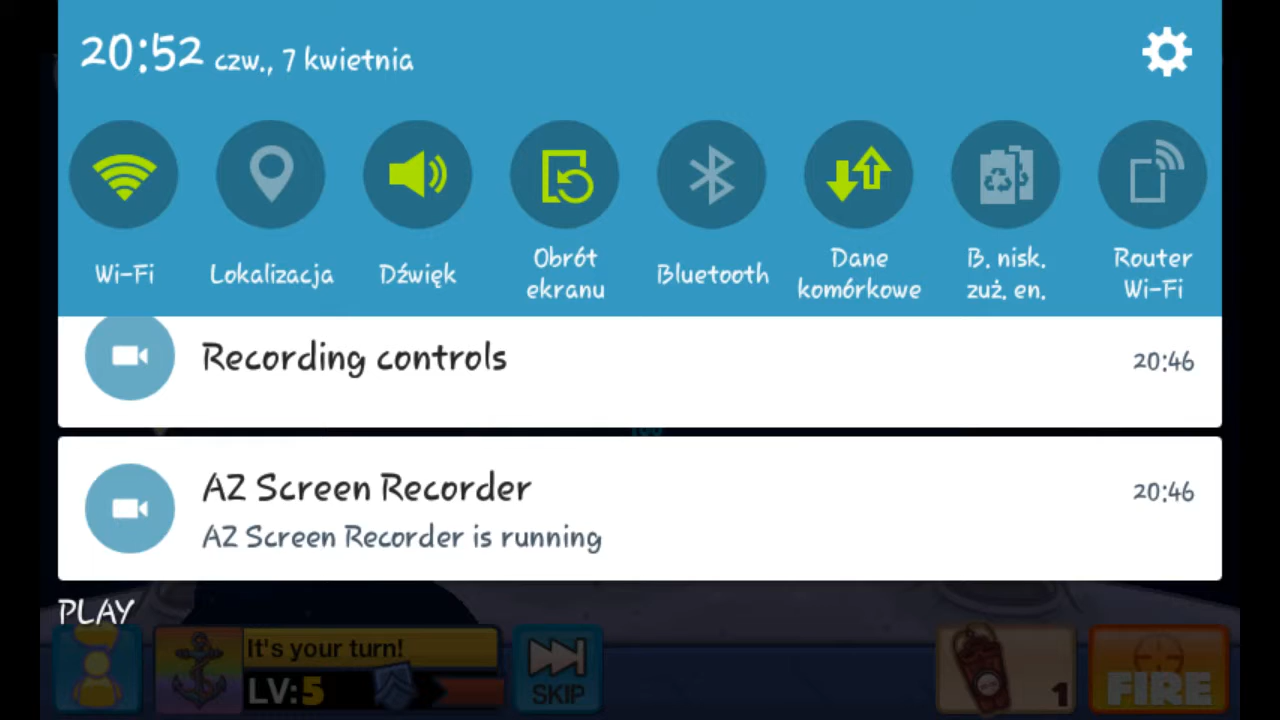 20:52 czw., 7 kwietnia
Wi-Fi
Lokalizacja
Dźwięk
Obrót
ekranu
Bluetooth
Dane
komórkowe
B. nisk.
zuż. en.
Router
Wi-Fi
Recording controls
20:46
AZ Screen Recorder
20:46
AZ Screen Recorder is running
PLAY
It's your turn!
LV:5
SKIP
1
FIRE